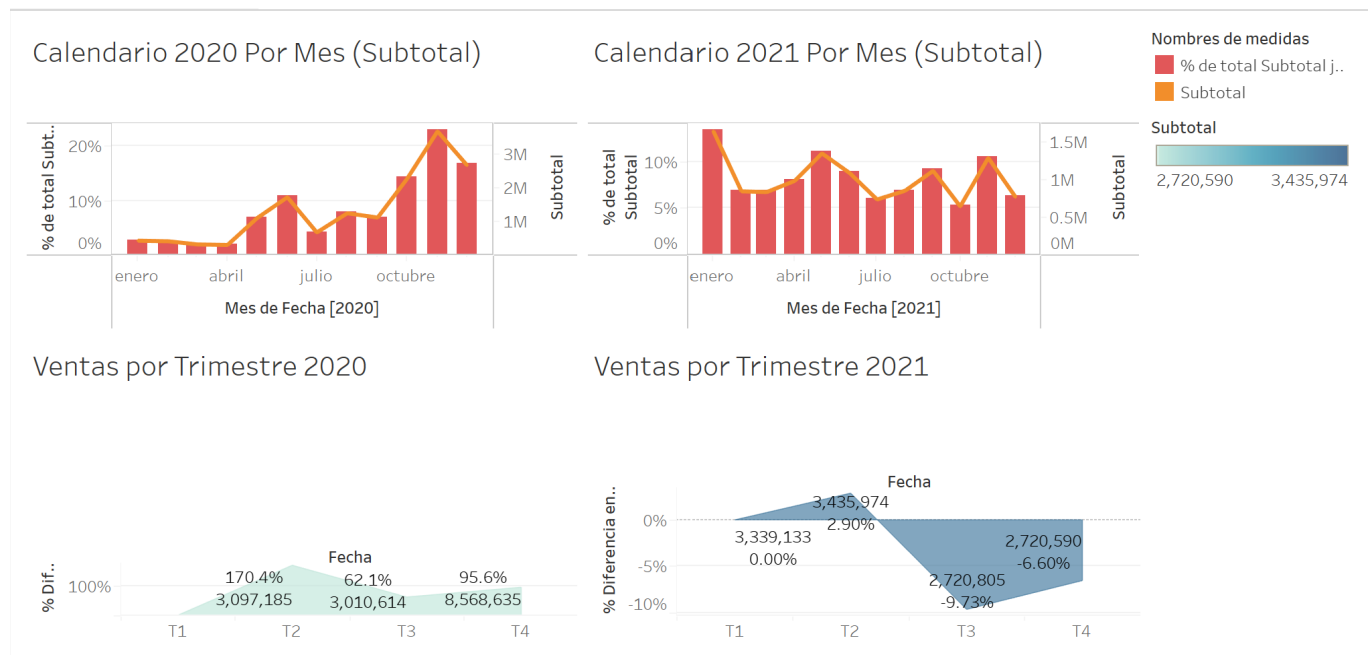 Calendario 2020 Por Mes (Subtotal)
% de total Subt..
20%
10%
0%
3M
2M
1M
Subtotal
enero abril julio octubre
Mes de Fecha [2020]
Calendario 2021 Por Mes (Subtotal)
% de total
Subtotal
10%
5%
0%
1.5M
1M
0.5M
0M
Subtotal
enero abril julio octubre
Mes de Fecha [2021]
Nombres de medidas
% de total Subtotal j..
Subtotal
Subtotal
2,720,590 3,435,974
Ventas por Trimestre 2020
Fecha
% Dif..
100%
170.4% 62.1% 95.6%
3,097,185 3,010,614 8,568,635
T1 T2 T3 T4
Ventas por Trimestre 2021
Fecha
% Diferencia en..
0%
-5%
-10%
3,339,133
0.00%
3,435,974
2.90%
2,720,805
-9.73%
2,720,590
-6.60%
T1 T2 T3 T4